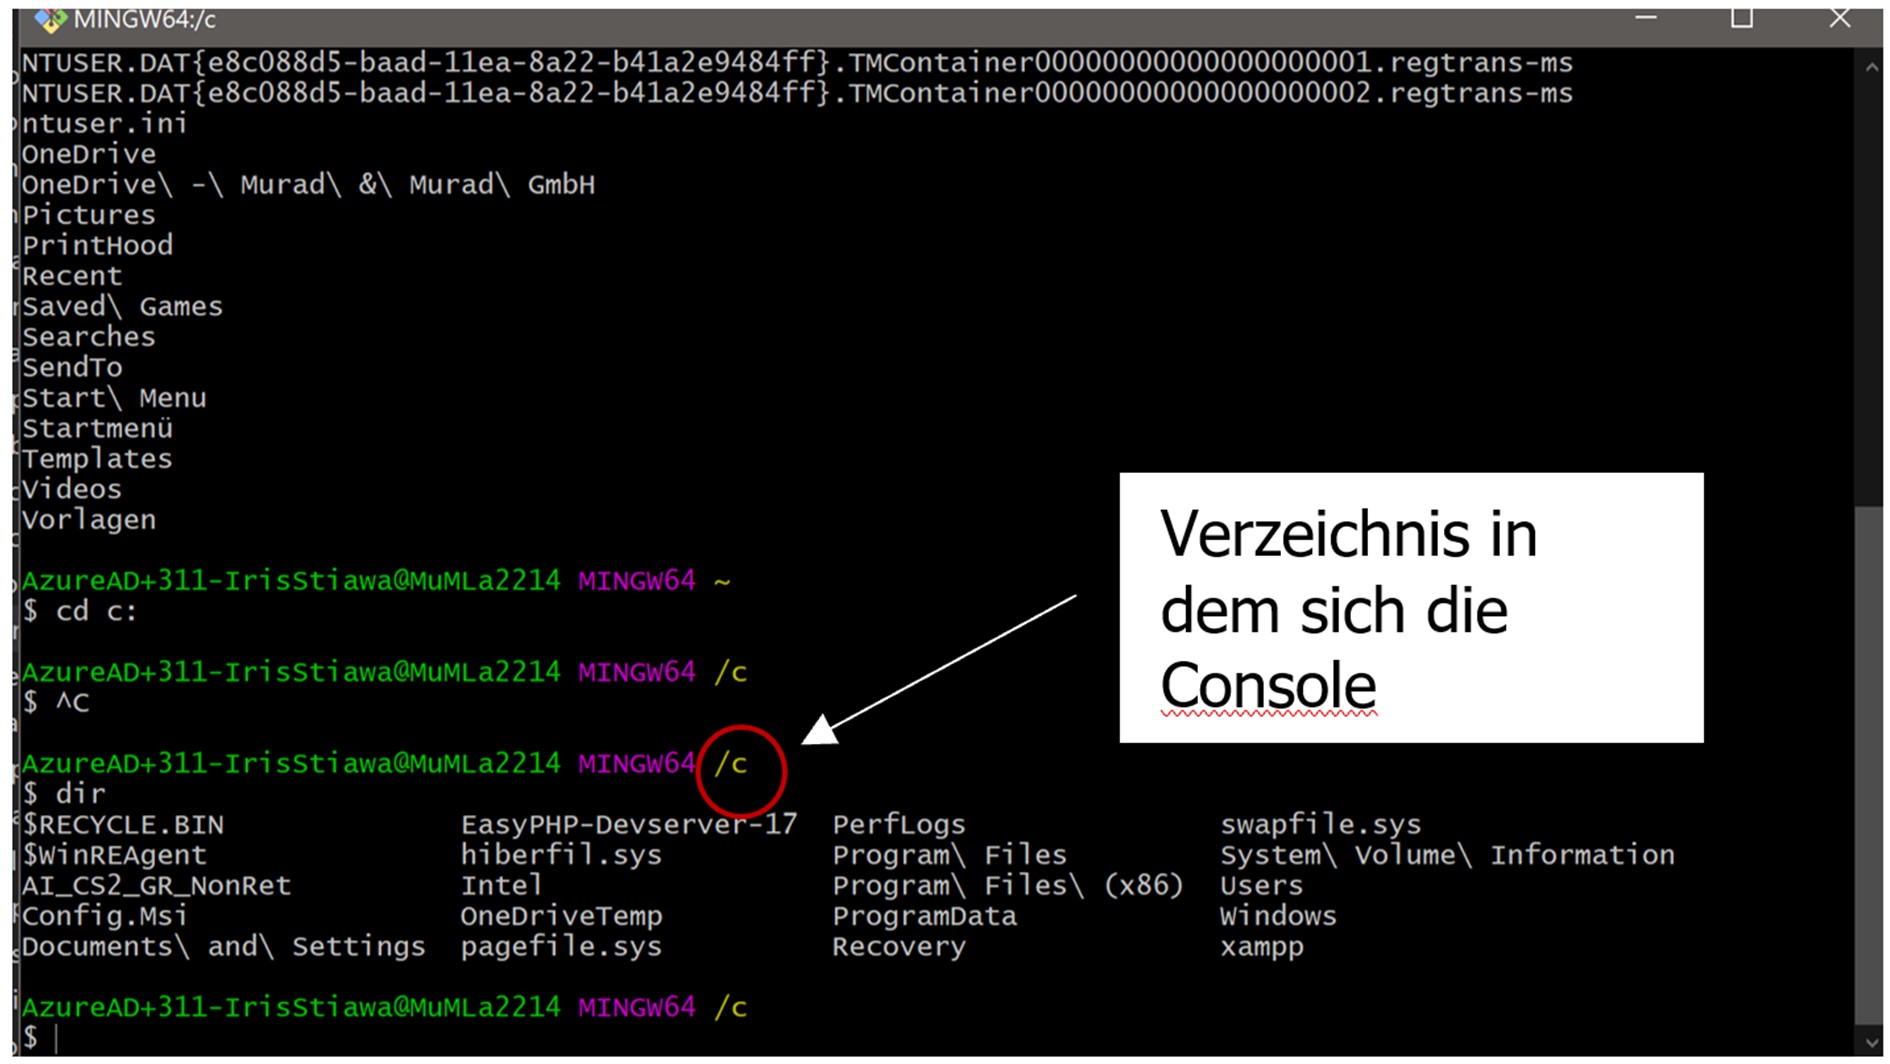 MINGW64:/c
NTUSER.DAT{e8c088d5-baad-11ea-8a22-b41a2e9484ff}.TMContainer00000000000000000001.regtrans-ms
NTUSER.DAT{e8c088d5-baad-11ea-8a22-b41a2e9484ff}.TMContainer00000000000000000002.regtrans-ms
ntuser.ini
OneDrive
OneDrive\ -\ Murad\ &\ Murad\ GmbH
Pictures
PrintHood
Recent
Saved\ Games
Searches
SendTo
Start\ Menu
Startmenü
Templates
Videos
Vorlagen
AzureAD+311-IrisStiawa@MuMLa2214 MINGW64 ~
$ cd c:
AzureAD+311-IrisStiawa@MuMLa2214 MINGW64 /c
$ ^C
AzureAD+311-IrisStiawa@MuMLa2214 MINGW64 /c
$ dir
$RECYCLE.BIN EasyPHP-Devserver-17 PerfLogs swapfile.sys
$WinREAgent hiberfil.sys Program\ Files System\ Volume\ Information
AI_CS2_GR_NonRet Intel Program\ Files\ (x86) Users
Config.Msi OneDriveTemp ProgramData Windows
Documents\ and\ Settings pagefile.sys Recovery xampp
AzureAD+311-IrisStiawa@MuMLa2214 MINGW64 /c
$
Verzeichnis in
dem sich die
Console